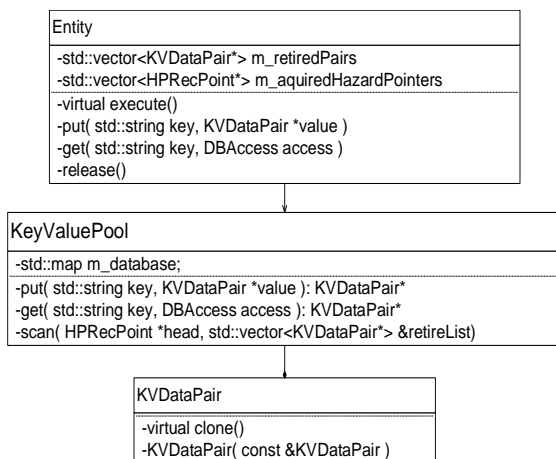 Entity
-std::vector<KVDataPair*> m_retiredPairs
-std::vector<HPRecPoint*> m_aquiredHazardPointers
-virtual execute()
-put( std::string key, KVDataPair *value )
-get( std::string key, DBAccess access )
-release()
KeyValuePool
-std::map m_database;
-put( std::string key, KVDataPair *value ): KVDataPair*
-get( std::string key, DBAccess access ): KVDataPair*
-scan( HPRecPoint *head, std::vector<KVDataPair*> &retireList)
KVDataPair
-virtual clone()
-KVDataPair( const &KVDataPair )